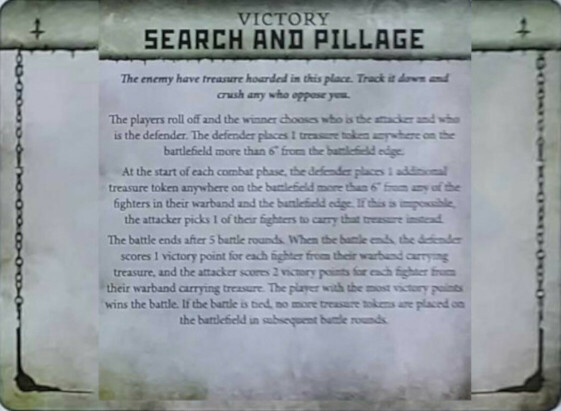 VICTORY
SEARCH AND PILLAGE
The enemy have treasure hoarded in this place. Track it down and
crush any who oppose you.
The players roll off and the winner chooses who is the attacker and who
is the defender. The defender places 1 treasure token anywhere on the
battlefield more than 6" from the battlefield edge.
At the start of each combat phase, the defender places 1 additional
treasure token anywhere on the battlefield more than 6" from any of the
fighters in their warband and the battlefield edge. If this is impossible,
the attacker picks 1 of their fighters to carry that treasure instead.
The battle ends after 5 battle rounds. When the battle ends, the defender
scores 1 victory point for each fighter from their warband carrying
treasure, and the attacker scores 2 victory points for each fighter from
their warband carrying treasure. The player with the most victory points
wins the battle. If the battle is tied, no more treasure tokens are placed on
the battlefield in subsequent battle rounds.